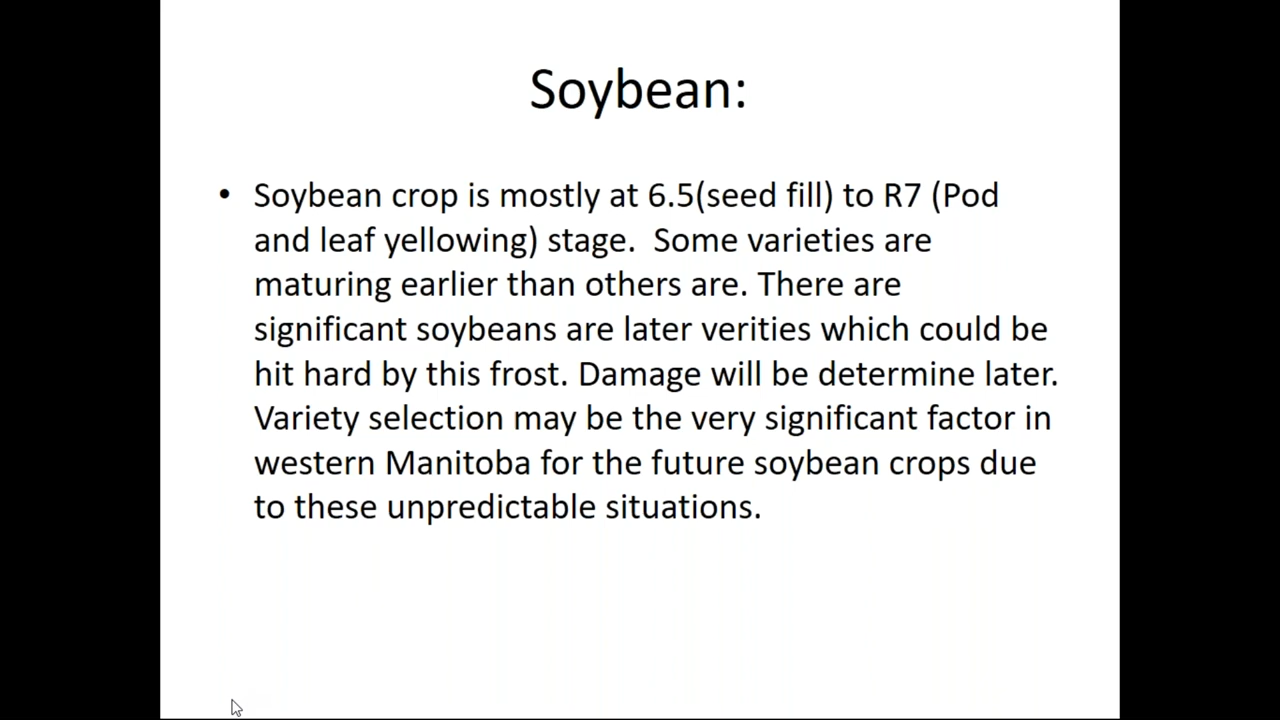 Soybean:
• Soybean crop is mostly at 6.5(seed fill) to R7 (Pod
and leaf yellowing) stage.  Some varieties are
maturing earlier than others are. There are
significant soybeans are later verities which could be
hit hard by this frost. Damage will be determine later.
Variety selection may be the very significant factor in
western Manitoba for the future soybean crops due
to these unpredictable situations.